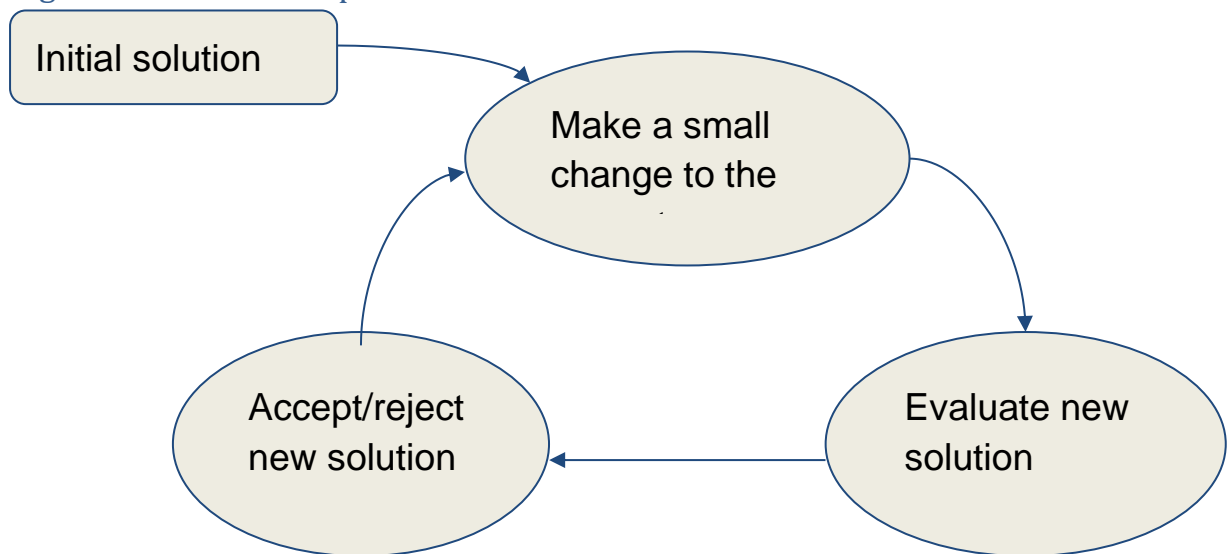 Initial solution
Make a small
change to the
Evaluate new
solution
Accept/reject
new solution